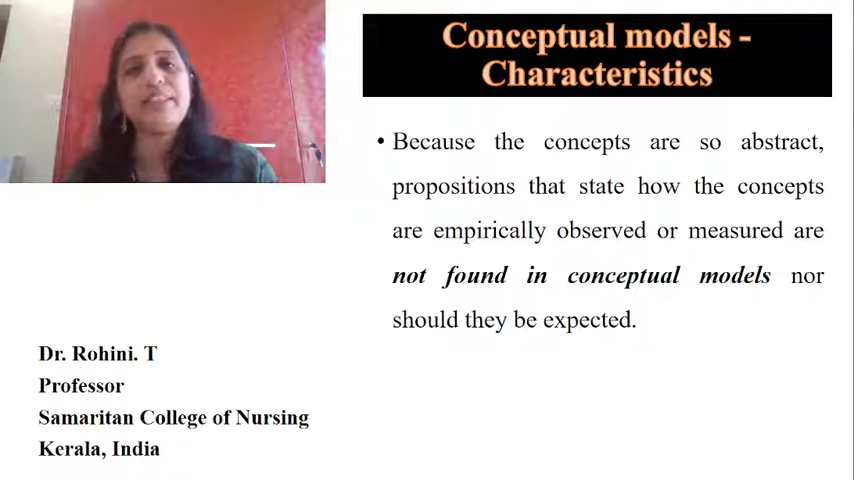 Conceptual models -
Characteristics
• Because the concepts are so abstract,
propositions that state how the concepts
are empirically observed or measured are
not found in conceptual models nor
should they be expected.
Dr. Rohini. T
Professor
Samaritan College of Nursing
Kerala, India